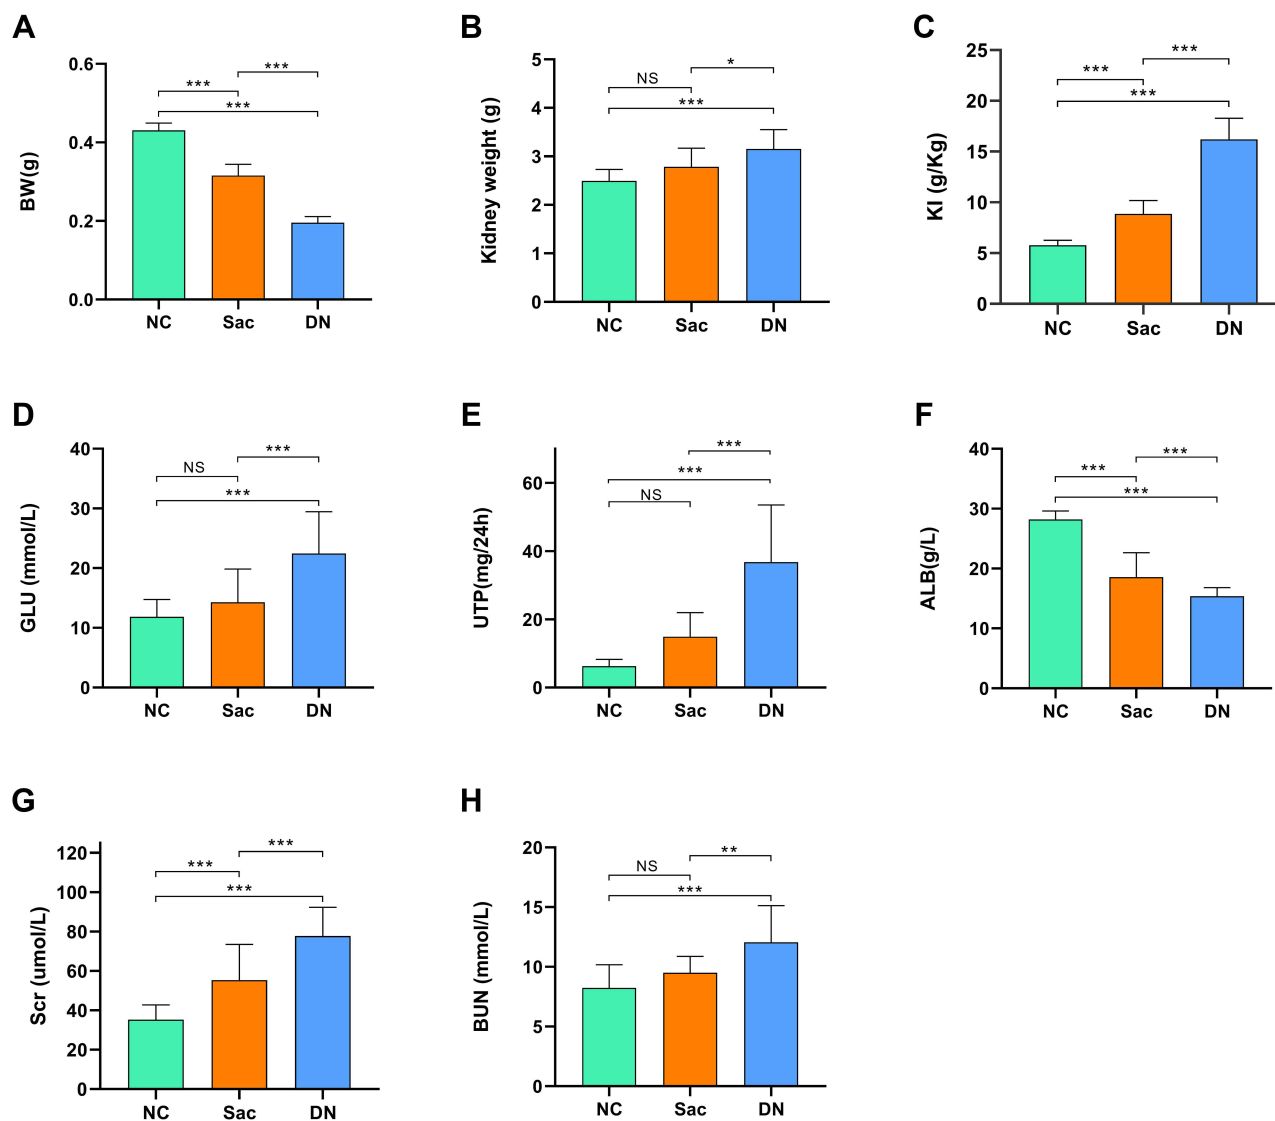 A
BW(g)
0.6
0.4
0.2
0.0
***
***
***
NC Sac DN
B
Kidney weight (g)
5
4
3
2
1
0
*
NS
***
NC Sac DN
C
KI (g/Kg)
25
20
15
10
5
0
***
***
***
NC Sac DN
D
GLU (mmol/L)
40
30
20
10
0
***
NS
***
NC Sac DN
E
UTP(mg/24h)
60
40
20
0
***
***
NS
NC Sac DN
F
ALB(g/L)
40
30
20
10
0
***
***
***
NC Sac DN
G
Scr (umol/L)
120
100
80
60
40
20
0
***
***
***
NC Sac DN
H
BUN (mmol/L)
20
15
10
5
0
**
NS
***
NC Sac DN